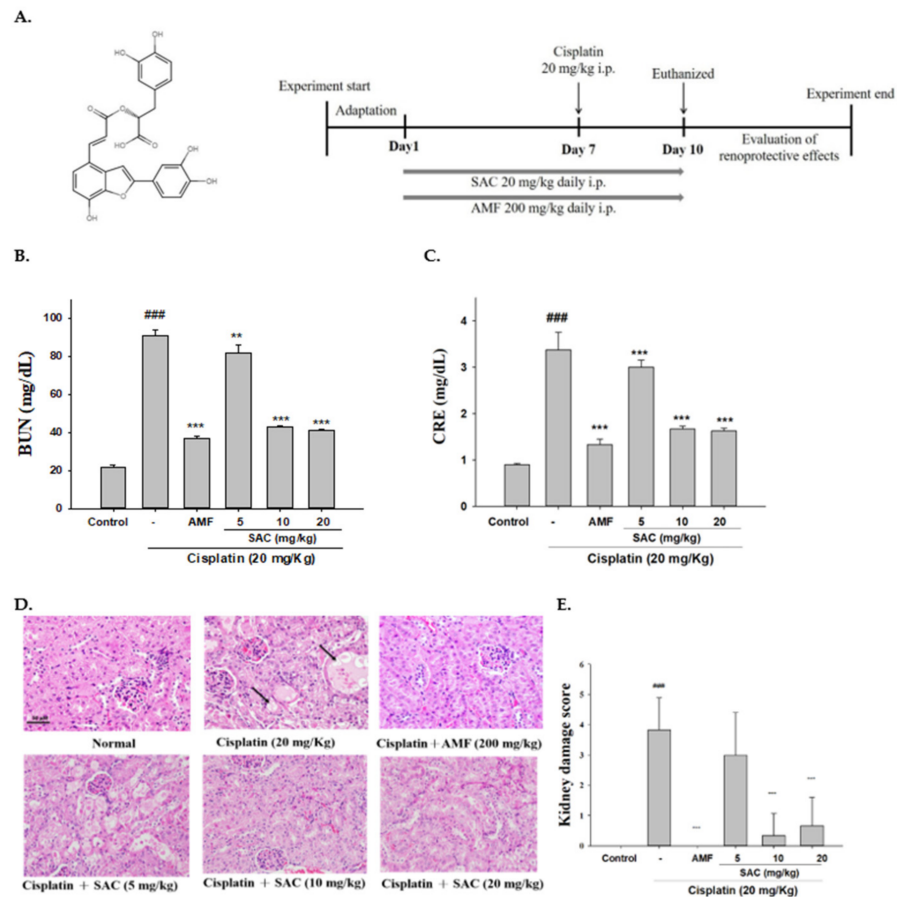 A.
OH
HO
O
O
HO
O
OH
OH
O
OH
Cisplatin
20 mg/kg i.p.
Euthanized
Experiment start
Experiment end
Adaptation
Evaluation of
renoprotective effects
Day1
Day 7
Day 10
SAC 20 mg/kg daily i.p.
AMF 200 mg/kg daily i.p.
B.
BUN (mg/dL)
100
80
60
40
20
0
###
***
**
***
***
Control
-
AMF
5
10
20
SAC (mg/kg)
Cisplatin (20 mg/Kg)
C.
CRE (mg/dL)
4
3
2
1
0
###
***
***
***
***
Control
-
AMF
5
10
20
SAC (mg/kg)
Cisplatin (20 mg/Kg)
D.
Normal
Cisplatin (20 mg/Kg)
Cisplatin+AMF (200 mg/kg)
Cisplatin + SAC (5 mg/kg)
Cisplatin + SAC (10 mg/kg)
Cisplatin + SAC (20 mg/kg)
E.
Kidney damage score
6
5
4
3
2
1
0
###
***
***
***
Control
-
AMF
5
10
20
SAC (mg/kg)
Cisplatin (20 mg/Kg)